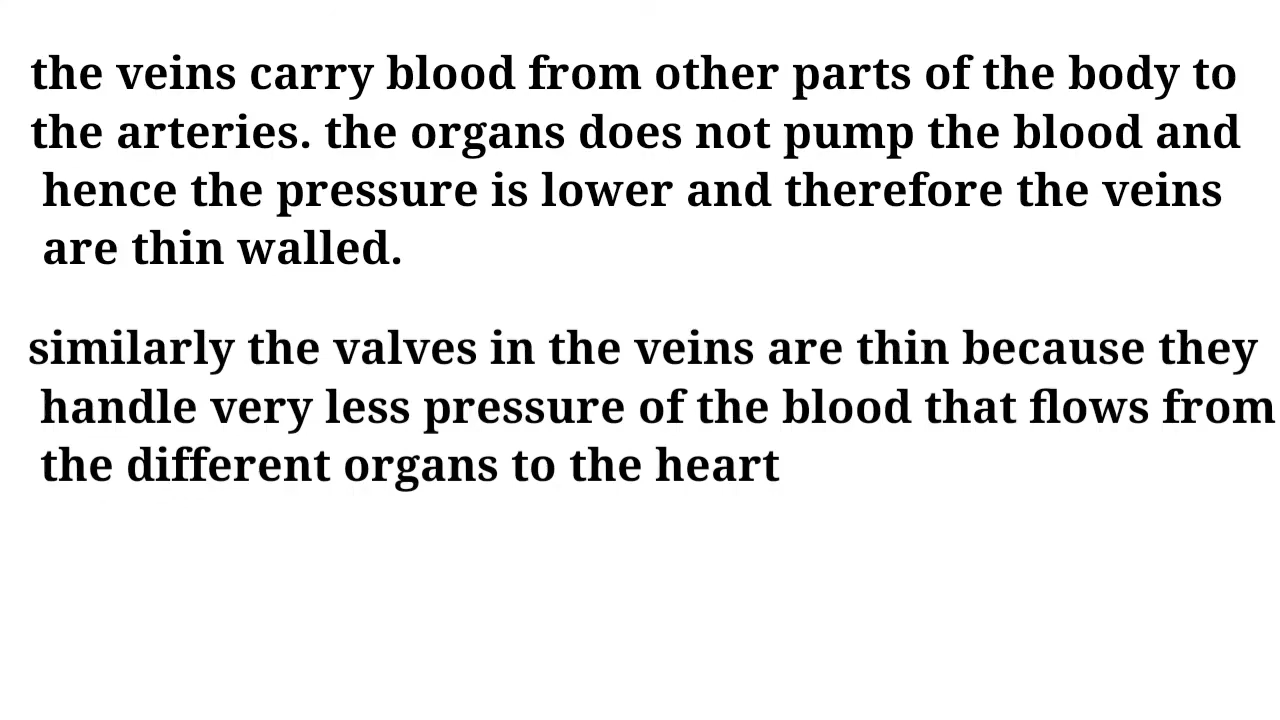 the veins carry blood from other parts of the body to
the arteries. the organs does not pump the blood and
hence the pressure is lower and therefore the veins
are thin walled.
similarly the valves in the veins are thin because they
handle very less pressure of the blood that flows from
the different organs to the heart